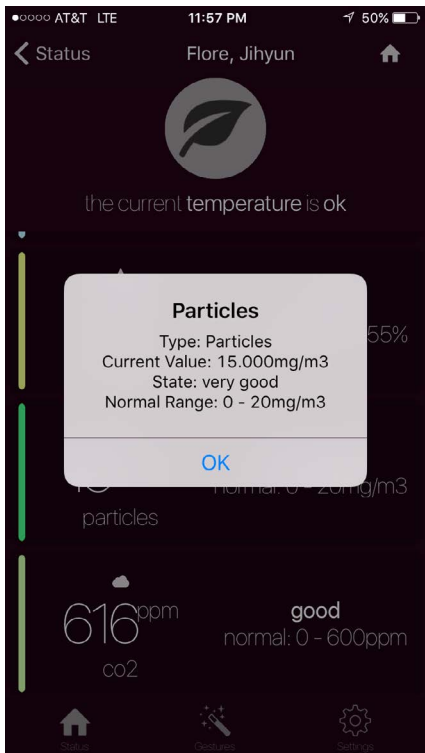 AT&T LTE 11:57 PM 50%
Status Flore, Jihyun
the current temperature is ok
55%
Particles
Type: Particles
Current Value: 15.000mg/m3
State: very good
Normal Range: 0 - 20mg/m3
OK
normal: 0 - 20mg/m3
particles
616 ppm good
normal: 0 - 600ppm
co2
Status Gestures Settings